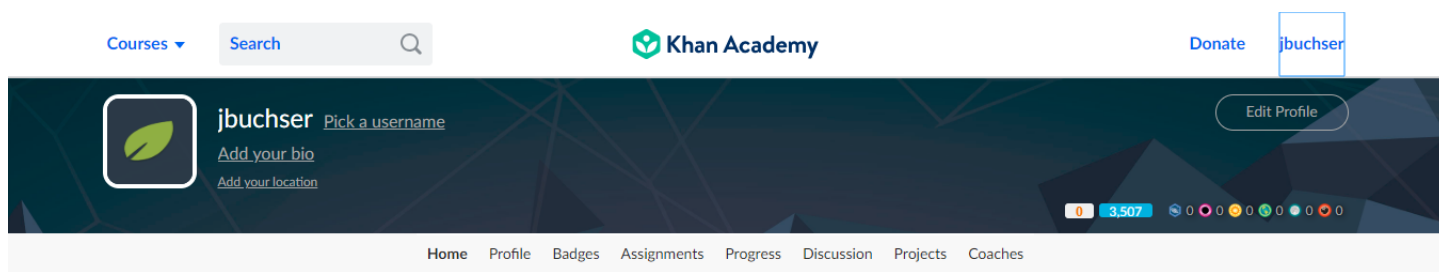 Courses Search Khan Academy Donate jbuchser
jbuchser Pick a username Edit Profile
Add your bio
Add your location
0 3,507 0 0 0 0 0 0
Home Profile Badges Assignments Progress Discussion Projects Coaches